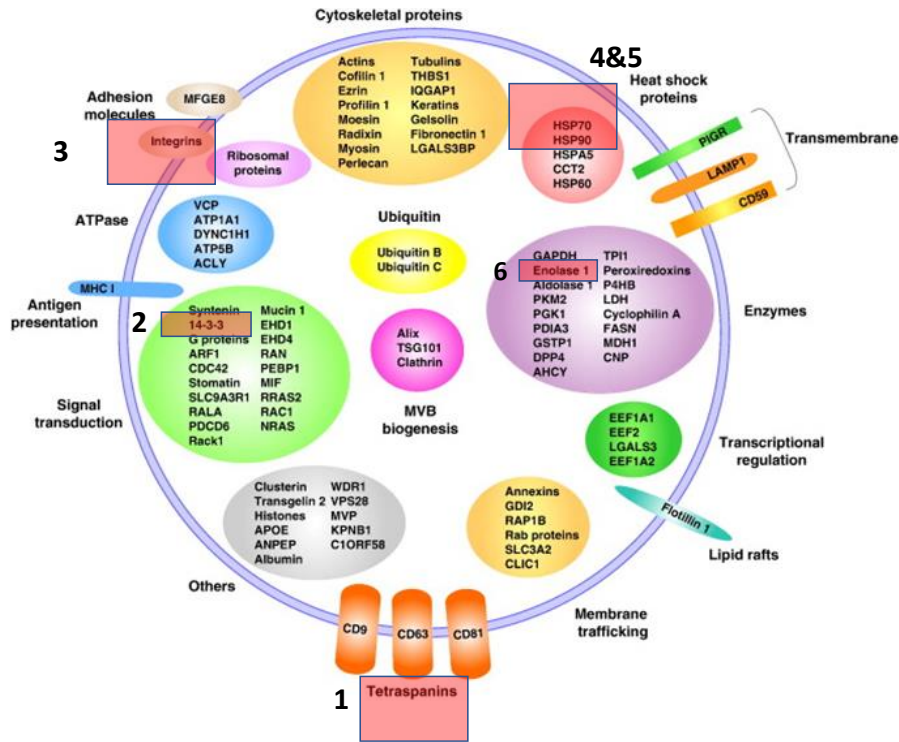 Cytoskeletal proteins
4&5
Actins
Cofilin 1
Ezrin
Profilin 1
Moesin
Radixin
Myosin
Perlecan
Tubulins
THBS1
IQGAP1
Keratins
Gelsolin
Fibronectin 1
LGALS3BP
Heat shock
proteins
HSP70
HSP90
HSPA5
CCT2
HSP60
Transmembrane
PIGR
LAMP1
CD59
Adhesion
molecules
MFGE8
3
Integrins
Ribosomal
proteins
ATPase
VCP
ATP1A1
DYNC1H1
ATP5B
ACLY
Ubiquitin
Ubiquitin B
Ubiquitin C
6
GAPDH
Enolase 1
Aldolase 1
PKM2
PGK1
PDIA3
GSTP1
DPP4
AHCY
TPI1
Peroxiredoxins
P4HB
LDH
Cyclophilin A
FASN
MDH1
CNP
Enzymes
MHC I
Antigen
presentation
2
Syntenin
14-3-3
G proteins
ARF1
CDC42
Stomatin
SLC9A3R1
RALA
PDCD6
Rack1
Mucin 1
EHD1
EHD4
RAN
PEBP1
MIF
RRAS2
RAC1
NRAS
Signal
transduction
Alix
TSG101
Clathrin
MVB
biogenesis
EEF1A1
EEF2
LGALS3
EEF1A2
Transcriptional
regulation
Flotillin 1
Lipid rafts
Clusterin
Transgelin 2
Histones
APOE
ANPEP
Albumin
WDR1
VPS28
MVP
KPNB1
C1ORF58
Others
Annexins
GDI2
RAP1B
Rab proteins
SLC3A2
CLIC1
Membrane
trafficking
CD9
CD63
CD81
1
Tetraspanins